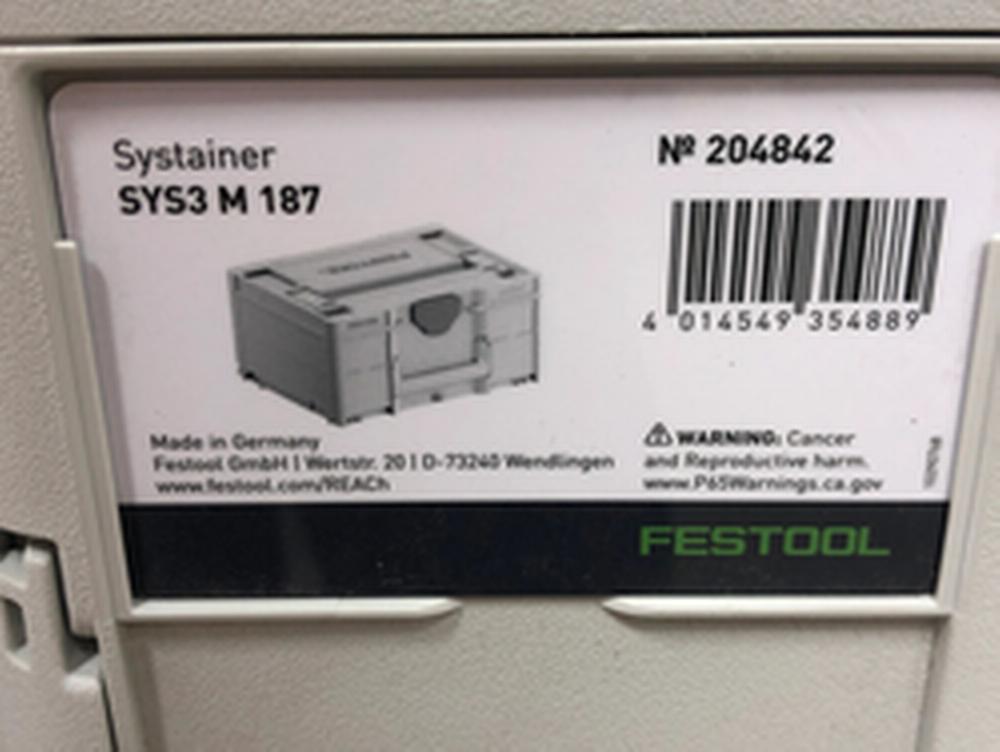 Systainer
SYS3 M 187
№ 204842
4 014549 354889
Made in Germany
Festool GmbH | Wertstr. 20 | D-73240 Wendlingen
www.festool.com/REACh
⚠ WARNING: Cancer
and Reproductive harm.
www.P65Warnings.ca.gov
FESTOOL